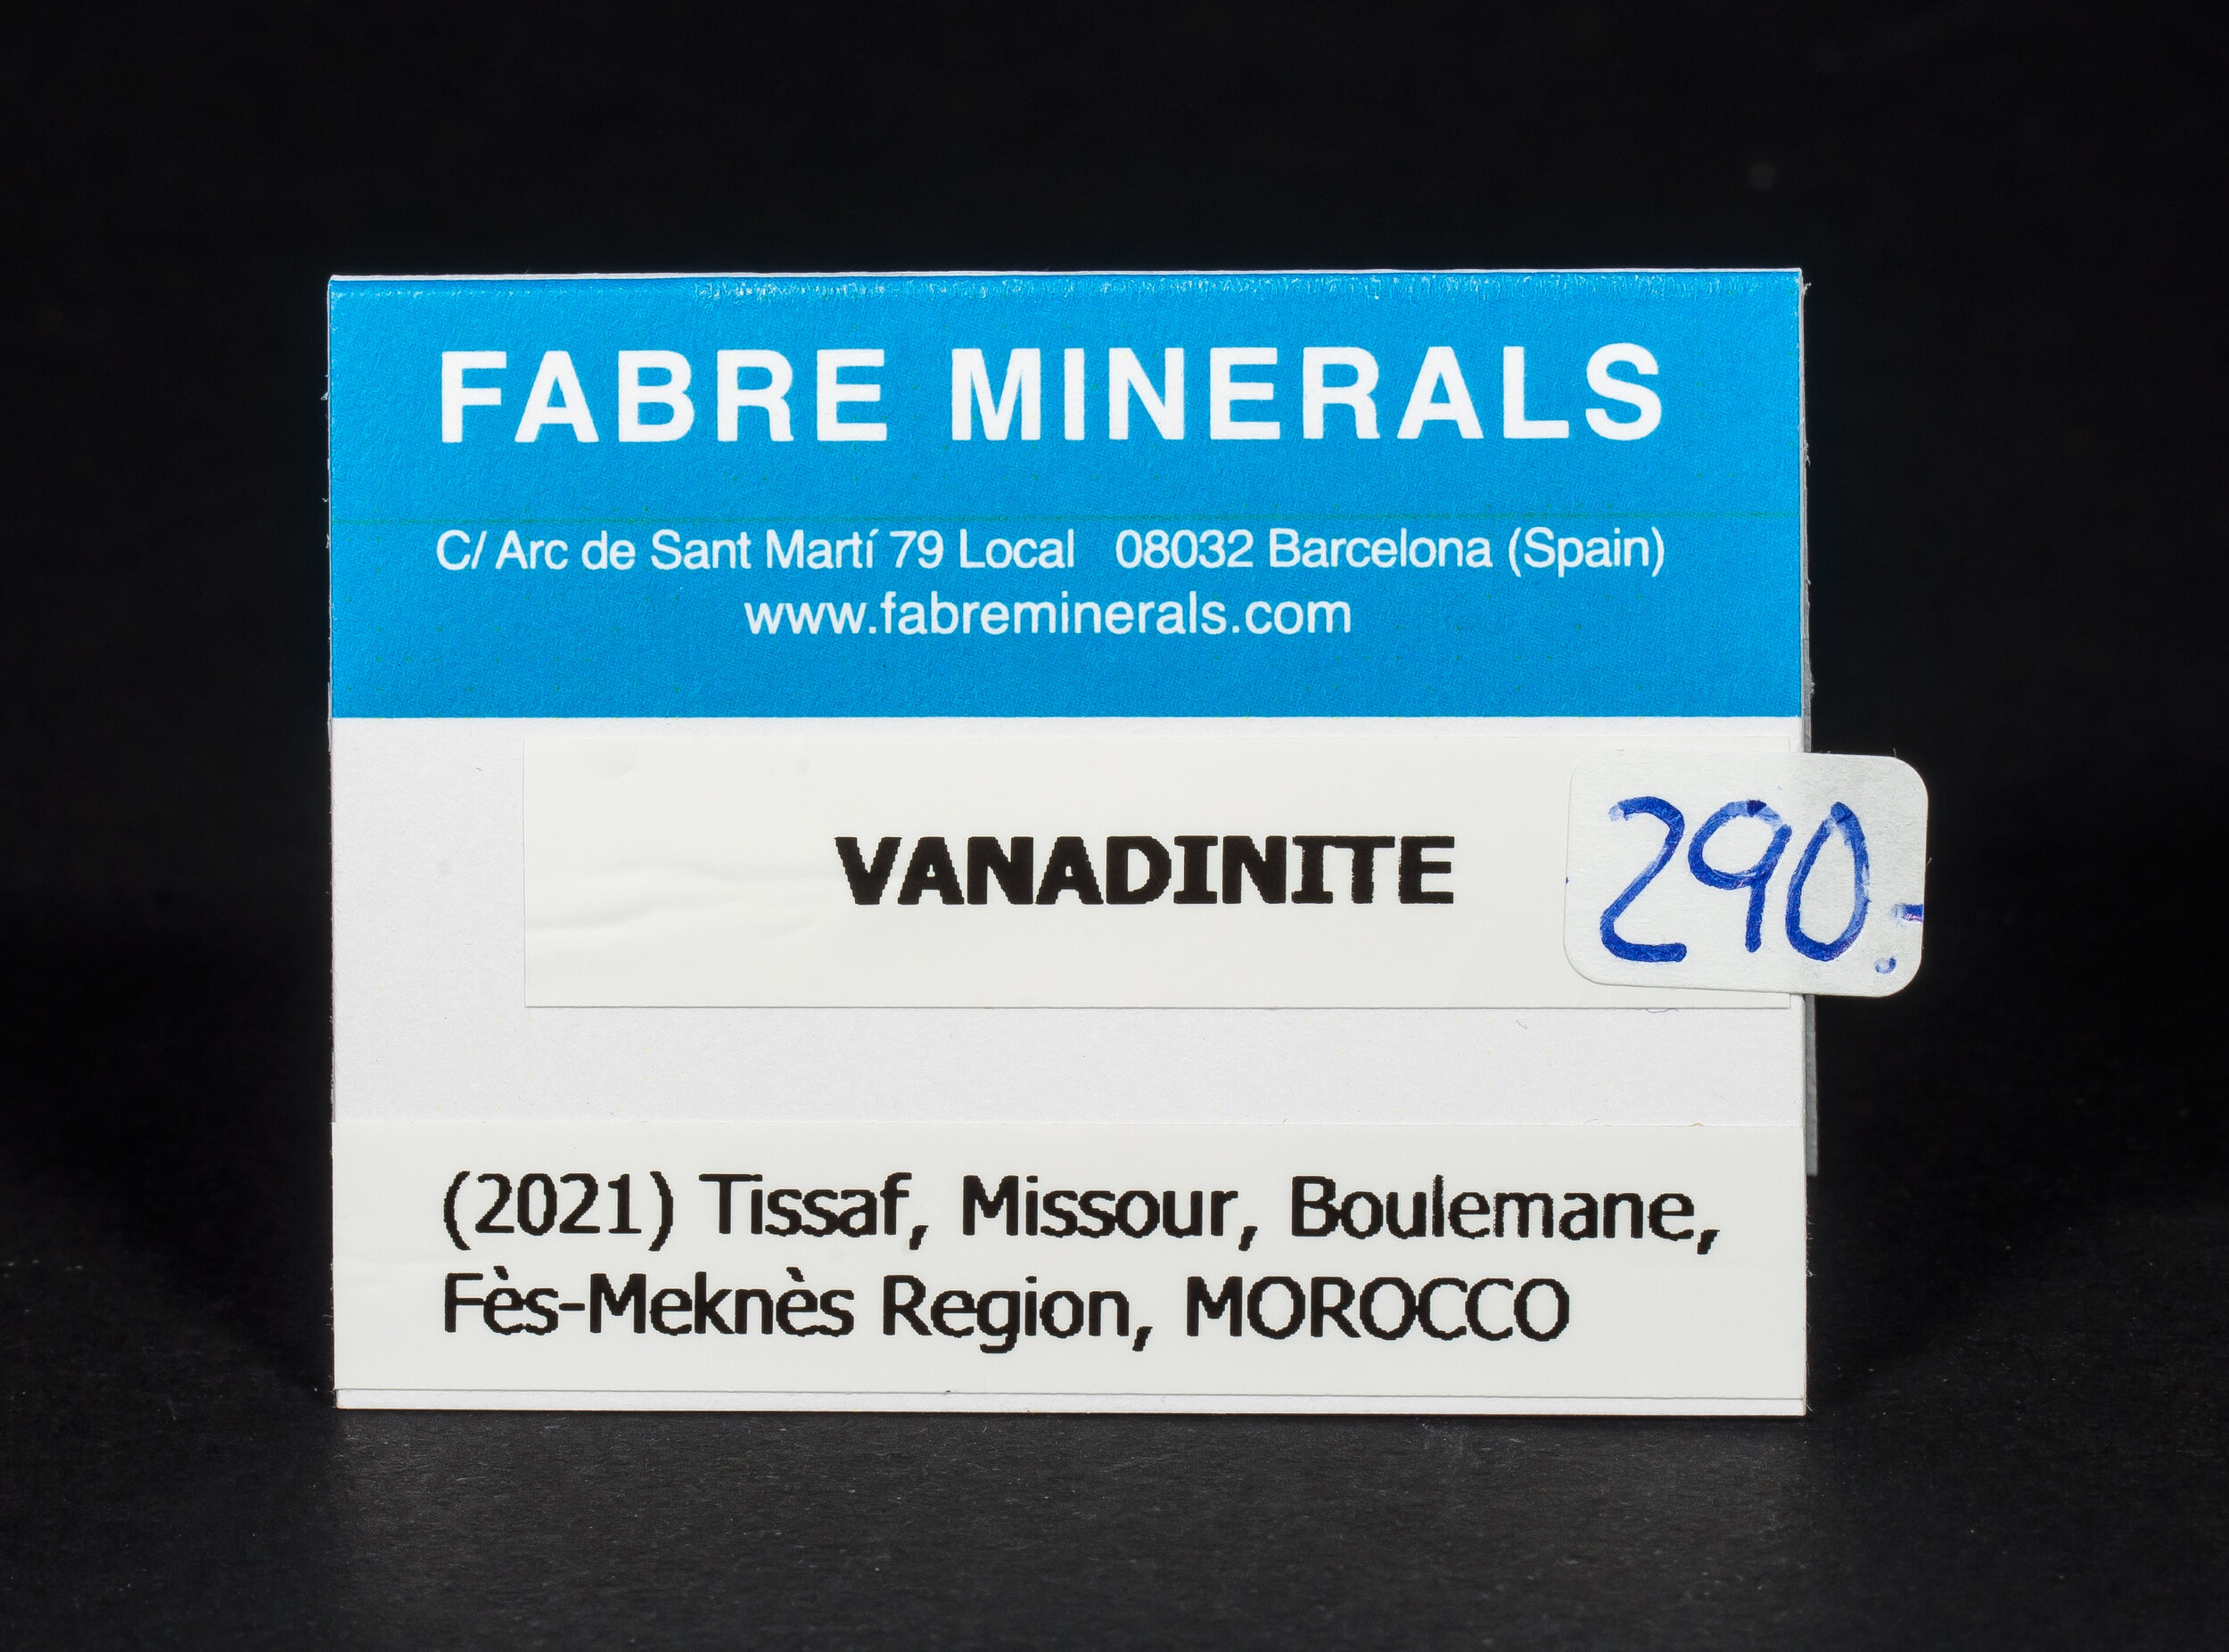 FABRE MINERALS
C/ Arc de Sant Martí 79 Local 08032 Barcelona (Spain)
www.fabreminerals.com
VANADINITE
290.-
(2021) Tissaf, Missour, Boulemane,
Fès-Meknès Region, MOROCCO